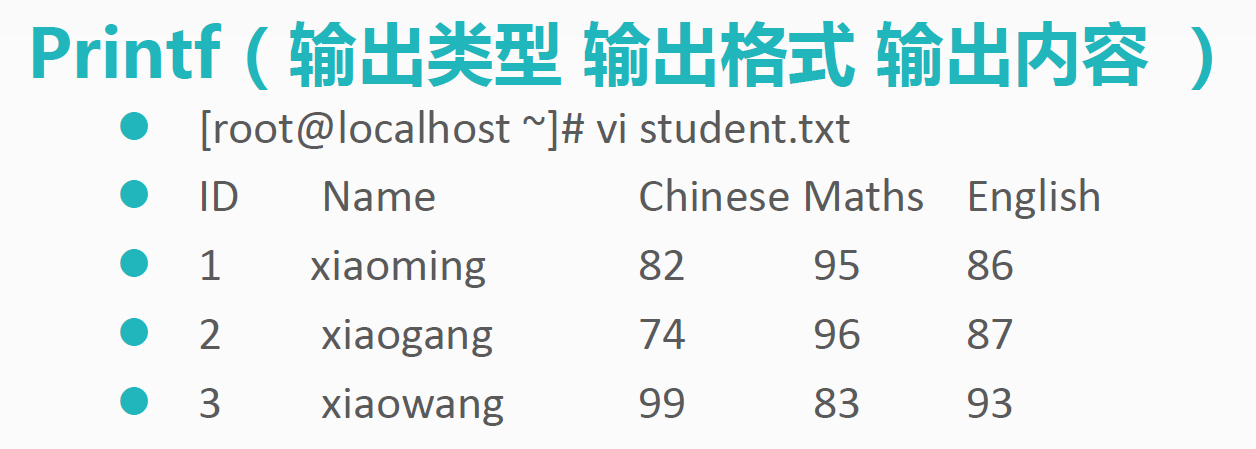 Printf（输出类型 输出格式 输出内容 ）
[root@localhost ~]# vi student.txt
ID Name Chinese Maths English
1 xiaoming 82 95 86
2 xiaogang 74 96 87
3 xiaowang 99 83 93